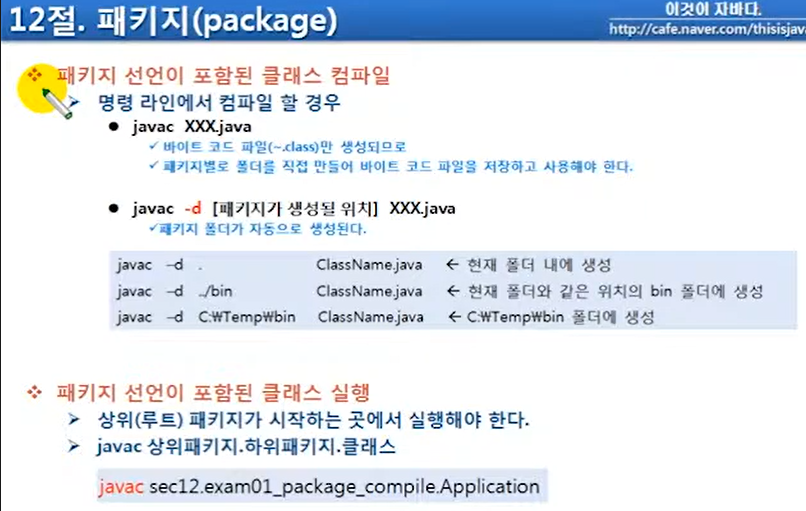 12절. 패키지(package)
이것이 자바다.
http://cafe.naver.com/thisisjav
패키지 선언이 포함된 클래스 컴파일
명령 라인에서 컴파일 할 경우
javac XXX.java
바이트 코드 파일(~.class)만 생성되므로
패키지별로 폴더를 직접 만들어 바이트 코드 파일을 저장하고 사용해야 한다.
javac -d [패키지가 생성될 위치] XXX.java
패키지 폴더가 자동으로 생성된다.
javac –d . ClassName.java ← 현재 폴더 내에 생성
javac –d ../bin ClassName.java ← 현재 폴더와 같은 위치의 bin 폴더에 생성
javac –d C:₩Temp₩bin ClassName.java ← C:₩Temp₩bin 폴더에 생성
패키지 선언이 포함된 클래스 실행
상위(루트) 패키지가 시작하는 곳에서 실행해야 한다.
javac 상위패키지.하위패키지.클래스
javac sec12.exam01_package_compile.Application